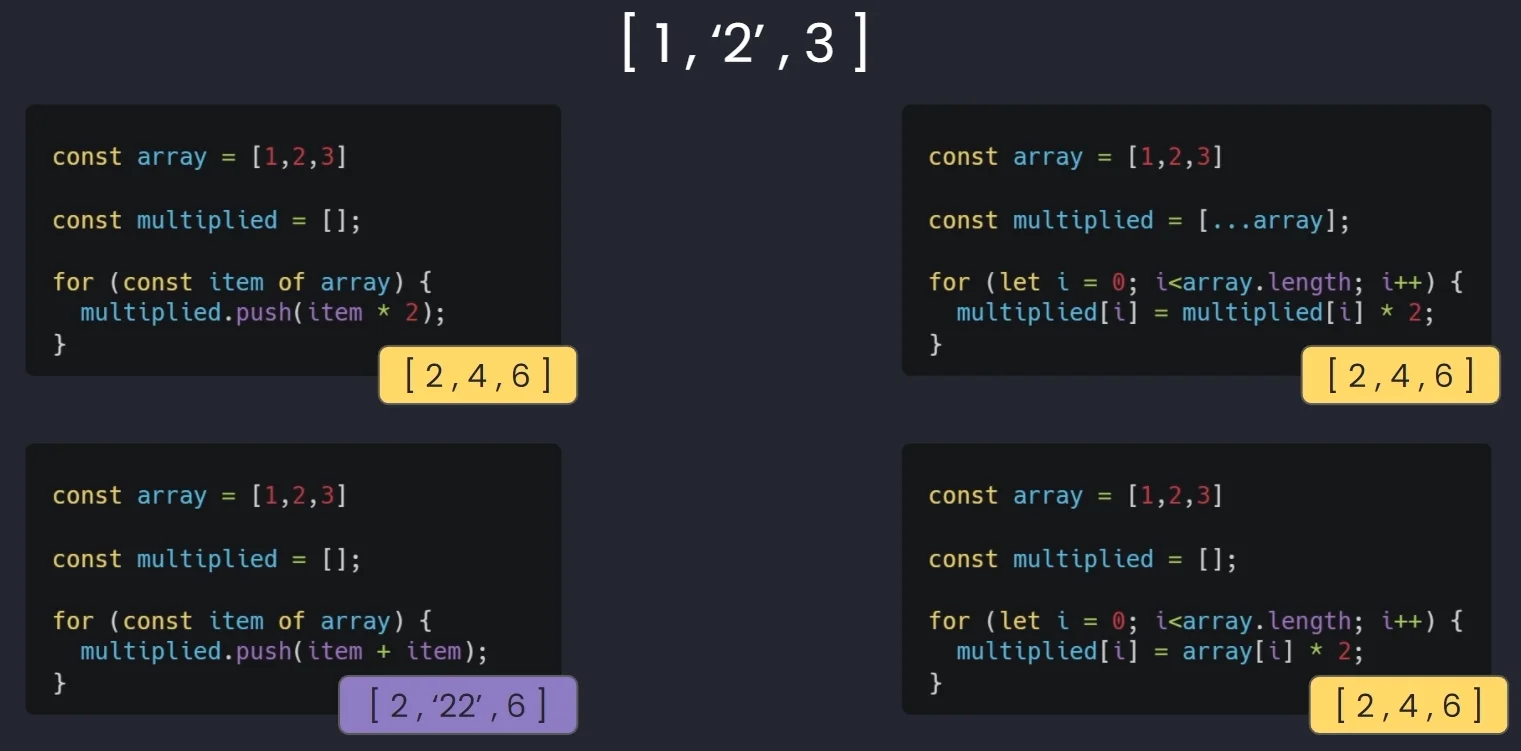 [ 1 , ‘2’ , 3 ]
const array = [1,2,3]
const multiplied = [];
for (const item of array) {
  multiplied.push(item * 2);
}
[ 2 , 4 , 6 ]
const array = [1,2,3]
const multiplied = [...array];
for (let i = 0; i<array.length; i++) {
  multiplied[i] = multiplied[i] * 2;
}
[ 2 , 4 , 6 ]
const array = [1,2,3]
const multiplied = [];
for (const item of array) {
  multiplied.push(item + item);
}
[ 2 , ‘22’ , 6 ]
const array = [1,2,3]
const multiplied = [];
for (let i = 0; i<array.length; i++) {
  multiplied[i] = array[i] * 2;
}
[ 2 , 4 , 6 ]